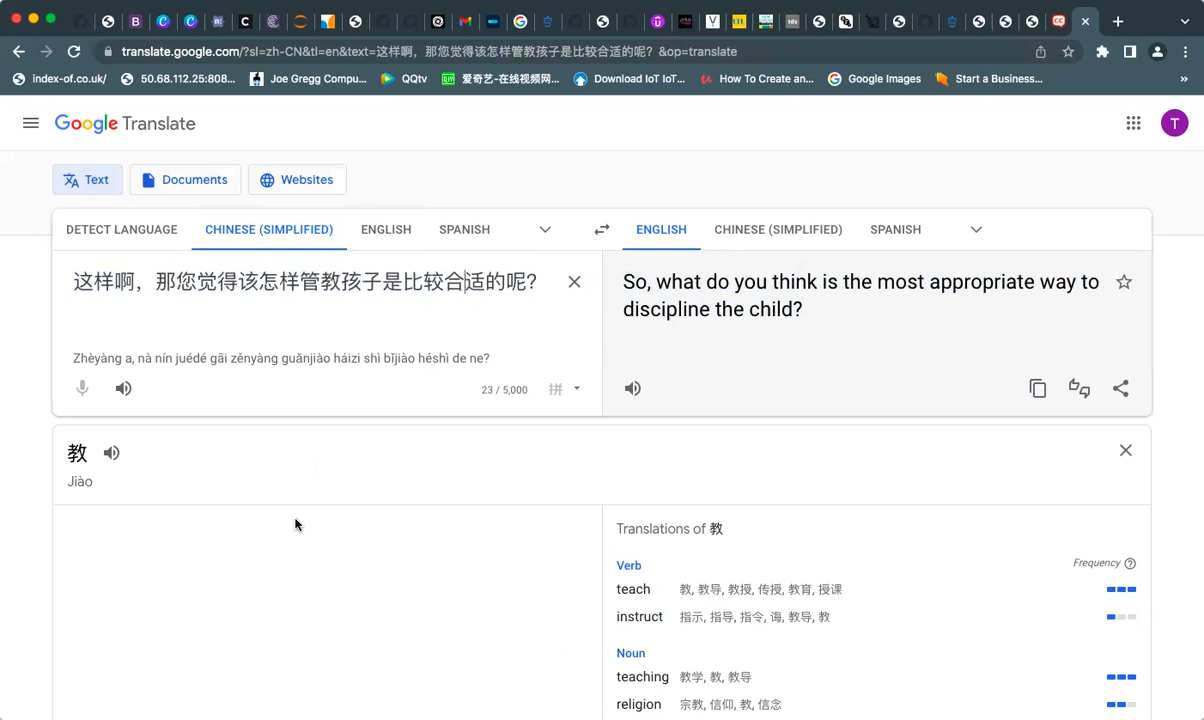 translate.google.com/?sl=zh-CN&tl=en&text=这样啊，那您觉得该怎样管教孩子是比较合适的呢？&op=translate
index-of.co.uk/ 50.68.112.25:808... Joe Gregg Compu... QQtv 爱奇艺-在线视频网... Download IoT IoT... How To Create an... Google Images Start a Business... »
Google Translate
T
Text Documents Websites
DETECT LANGUAGE CHINESE (SIMPLIFIED) ENGLISH SPANISH
ENGLISH CHINESE (SIMPLIFIED) SPANISH
这样啊，那您觉得该怎样管教孩子是比较合适的呢？
So, what do you think is the most appropriate way to
discipline the child?
Zhèyàng a, nà nín juédé gāi zěnyàng guǎnjiào háizi shì bǐjiào héshì de ne?
23 / 5,000
拼
教
Jiào
Translations of 教
Verb
Frequency
teach 教, 教导, 教授, 传授, 教育, 授课
instruct 指示, 指导, 指令, 诲, 教导, 教
Noun
teaching 教学, 教, 教导
religion 宗教, 信仰, 教, 信念